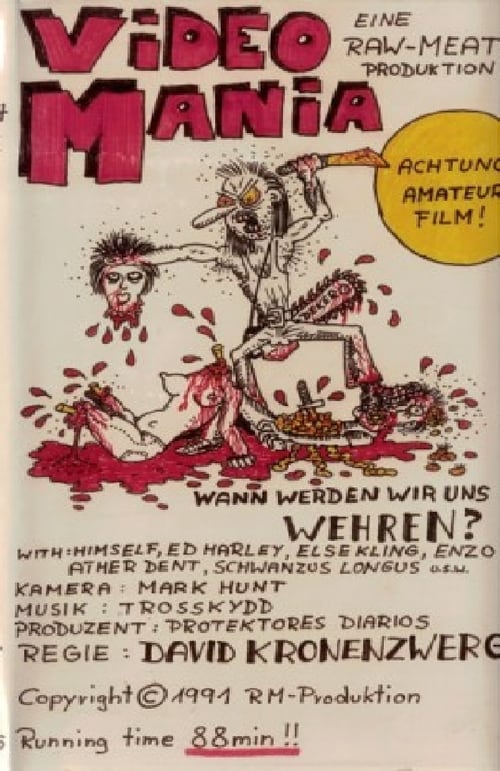 VIDEO
MANIA
EINE
RAW-MEAT
PRODUKTION
ACHTUNG
AMATEUR
FILM!
WANN WERDEN WIR UNS
WEHREN?
WITH: HIMSELF, ED HARLEY, ELSE KLING, ENZO
ATHER DENT, SCHWANZUS LONGUS U.S.W.
KAMERA: MARK HUNT
MUSIK: TROSSKYDD
PRODUZENT: PROTEKTORES DIARIOS
REGIE: DAVID KRONENZWERG
Copyright © 1991 RM-Produktion
Running time 88min!!